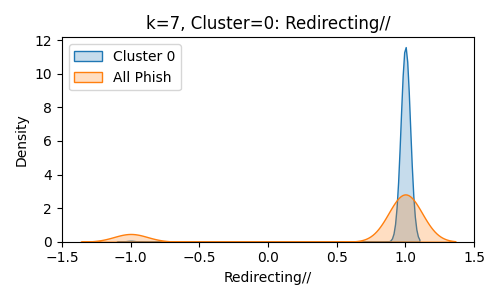 k=7, Cluster=0: Redirecting//
Cluster 0
All Phish
Density
12
10
8
6
4
2
0
−1.5
−1.0
−0.5
0.0
0.5
1.0
1.5
Redirecting//